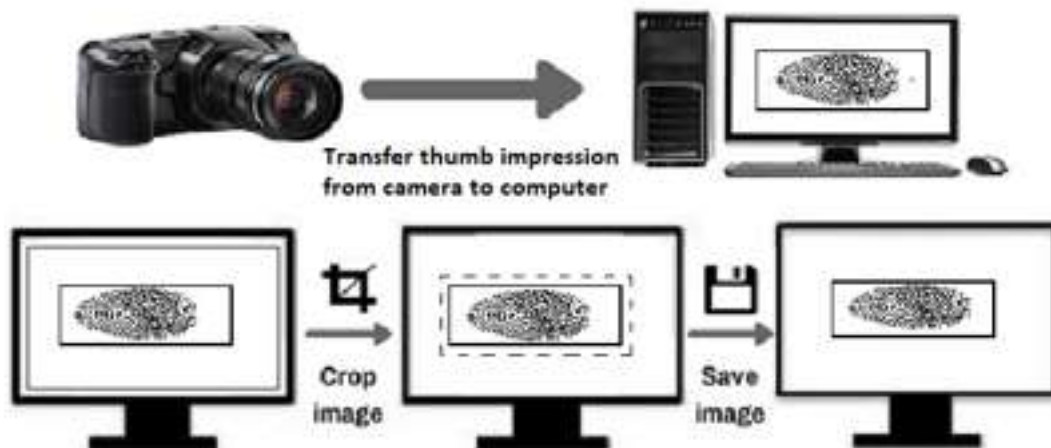 Transfer thumb impression
from camera to computer
Crop
image
Save
image